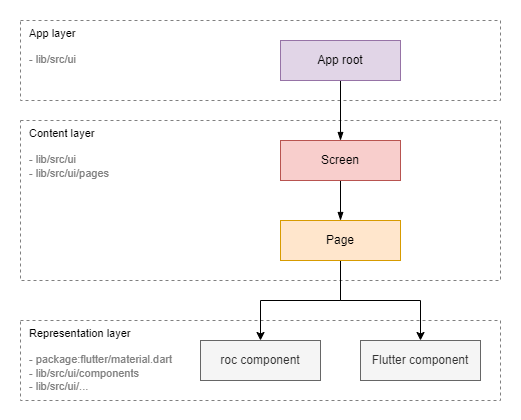 App layer
- lib/src/ui
App root
Content layer
- lib/src/ui
- lib/src/ui/pages
Screen
Page
Representation layer
- package:flutter/material.dart
- lib/src/ui/components
- lib/src/ui/...
roc component
Flutter component